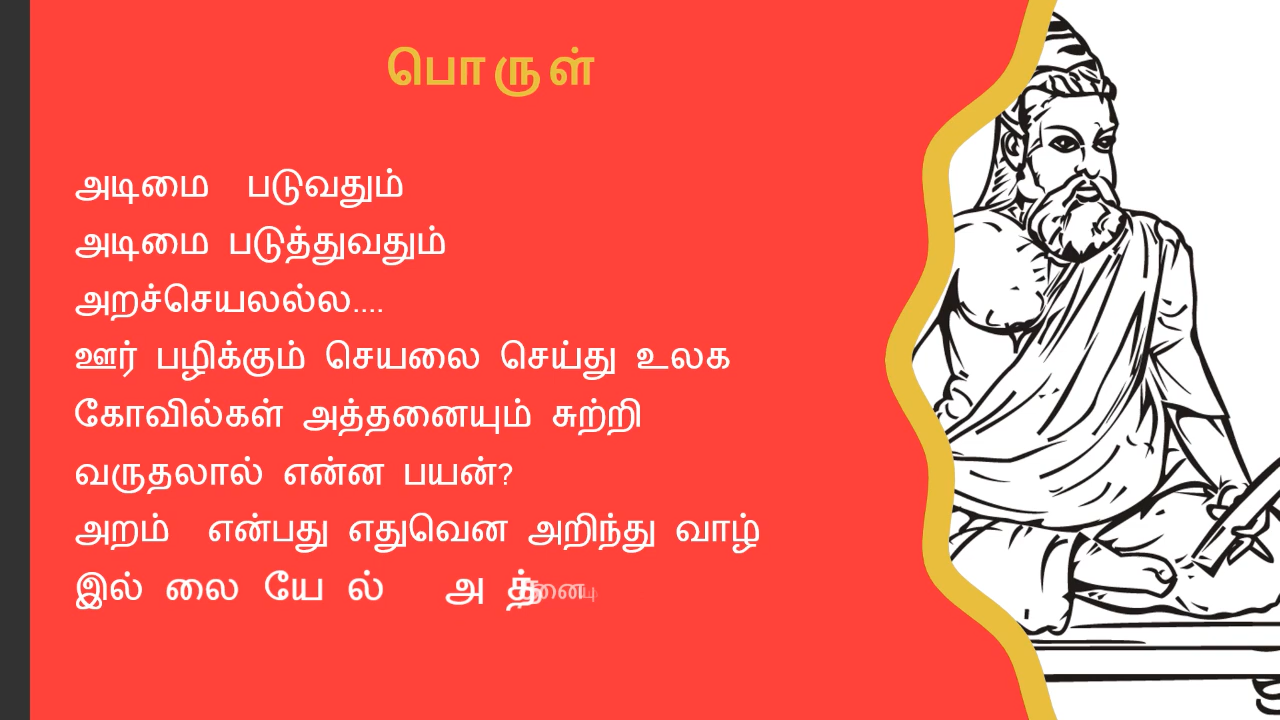 பொருள்
அடிமை படுவதும்
அடிமை படுத்துவதும்
அறச்செயலல்ல....
ஊர் பழிக்கும் செயலை செய்து உலக
கோவில்கள் அத்தனையும் சுற்றி
வருதலால் என்ன பயன்?
அறம் என்பது எதுவென அறிந்து வாழ்
இல்லையேல்